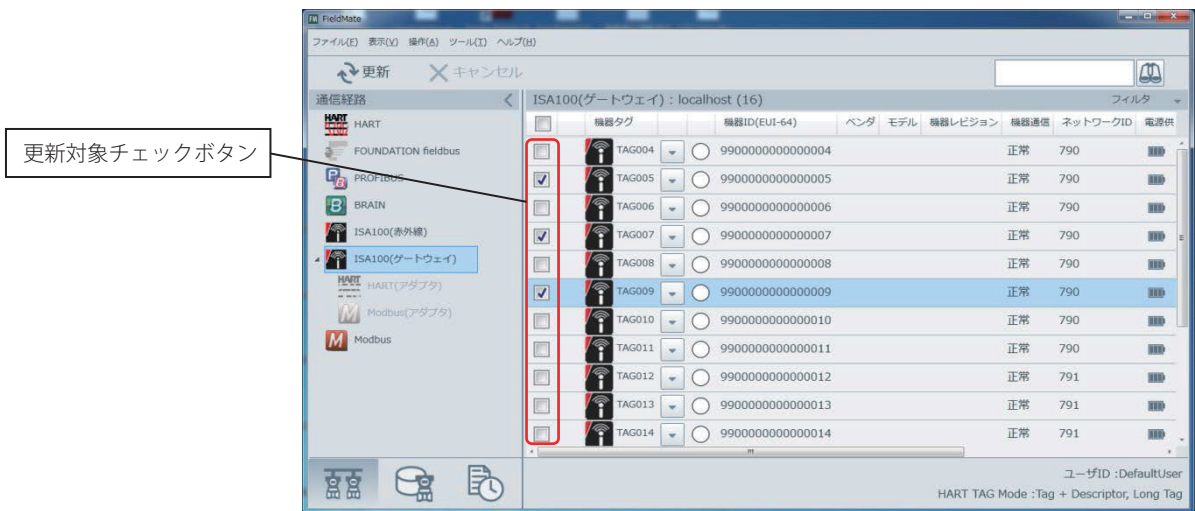 FieldMate
ファイル(F) 表示(V) 操作(A) ツール(T) ヘルプ(H)
更新 キャンセル
通信経路
ISA100(ゲートウェイ) : localhost (16) フィルタ
更新対象チェックボタン
HART
FOUNDATION fieldbus
PROFIBUS
BRAIN
ISA100(赤外線)
ISA100(ゲートウェイ)
HART(アダプタ)
Modbus(アダプタ)
Modbus
機器タグ 機器ID(EUI-64) ベンダ モデル 機器レビジョン 機器通信 ネットワークID 電源供
TAG004 9900000000000004 正常 790
TAG005 9900000000000005 正常 790
TAG006 9900000000000006 正常 790
TAG007 9900000000000007 正常 790
TAG008 9900000000000008 正常 790
TAG009 9900000000000009 正常 790
TAG010 9900000000000010 正常 790
TAG011 9900000000000011 正常 790
TAG012 9900000000000012 正常 791
TAG013 9900000000000013 正常 791
TAG014 9900000000000014 正常 791
ユーザID :DefaultUser
HART TAG Mode :Tag + Descriptor, Long Tag